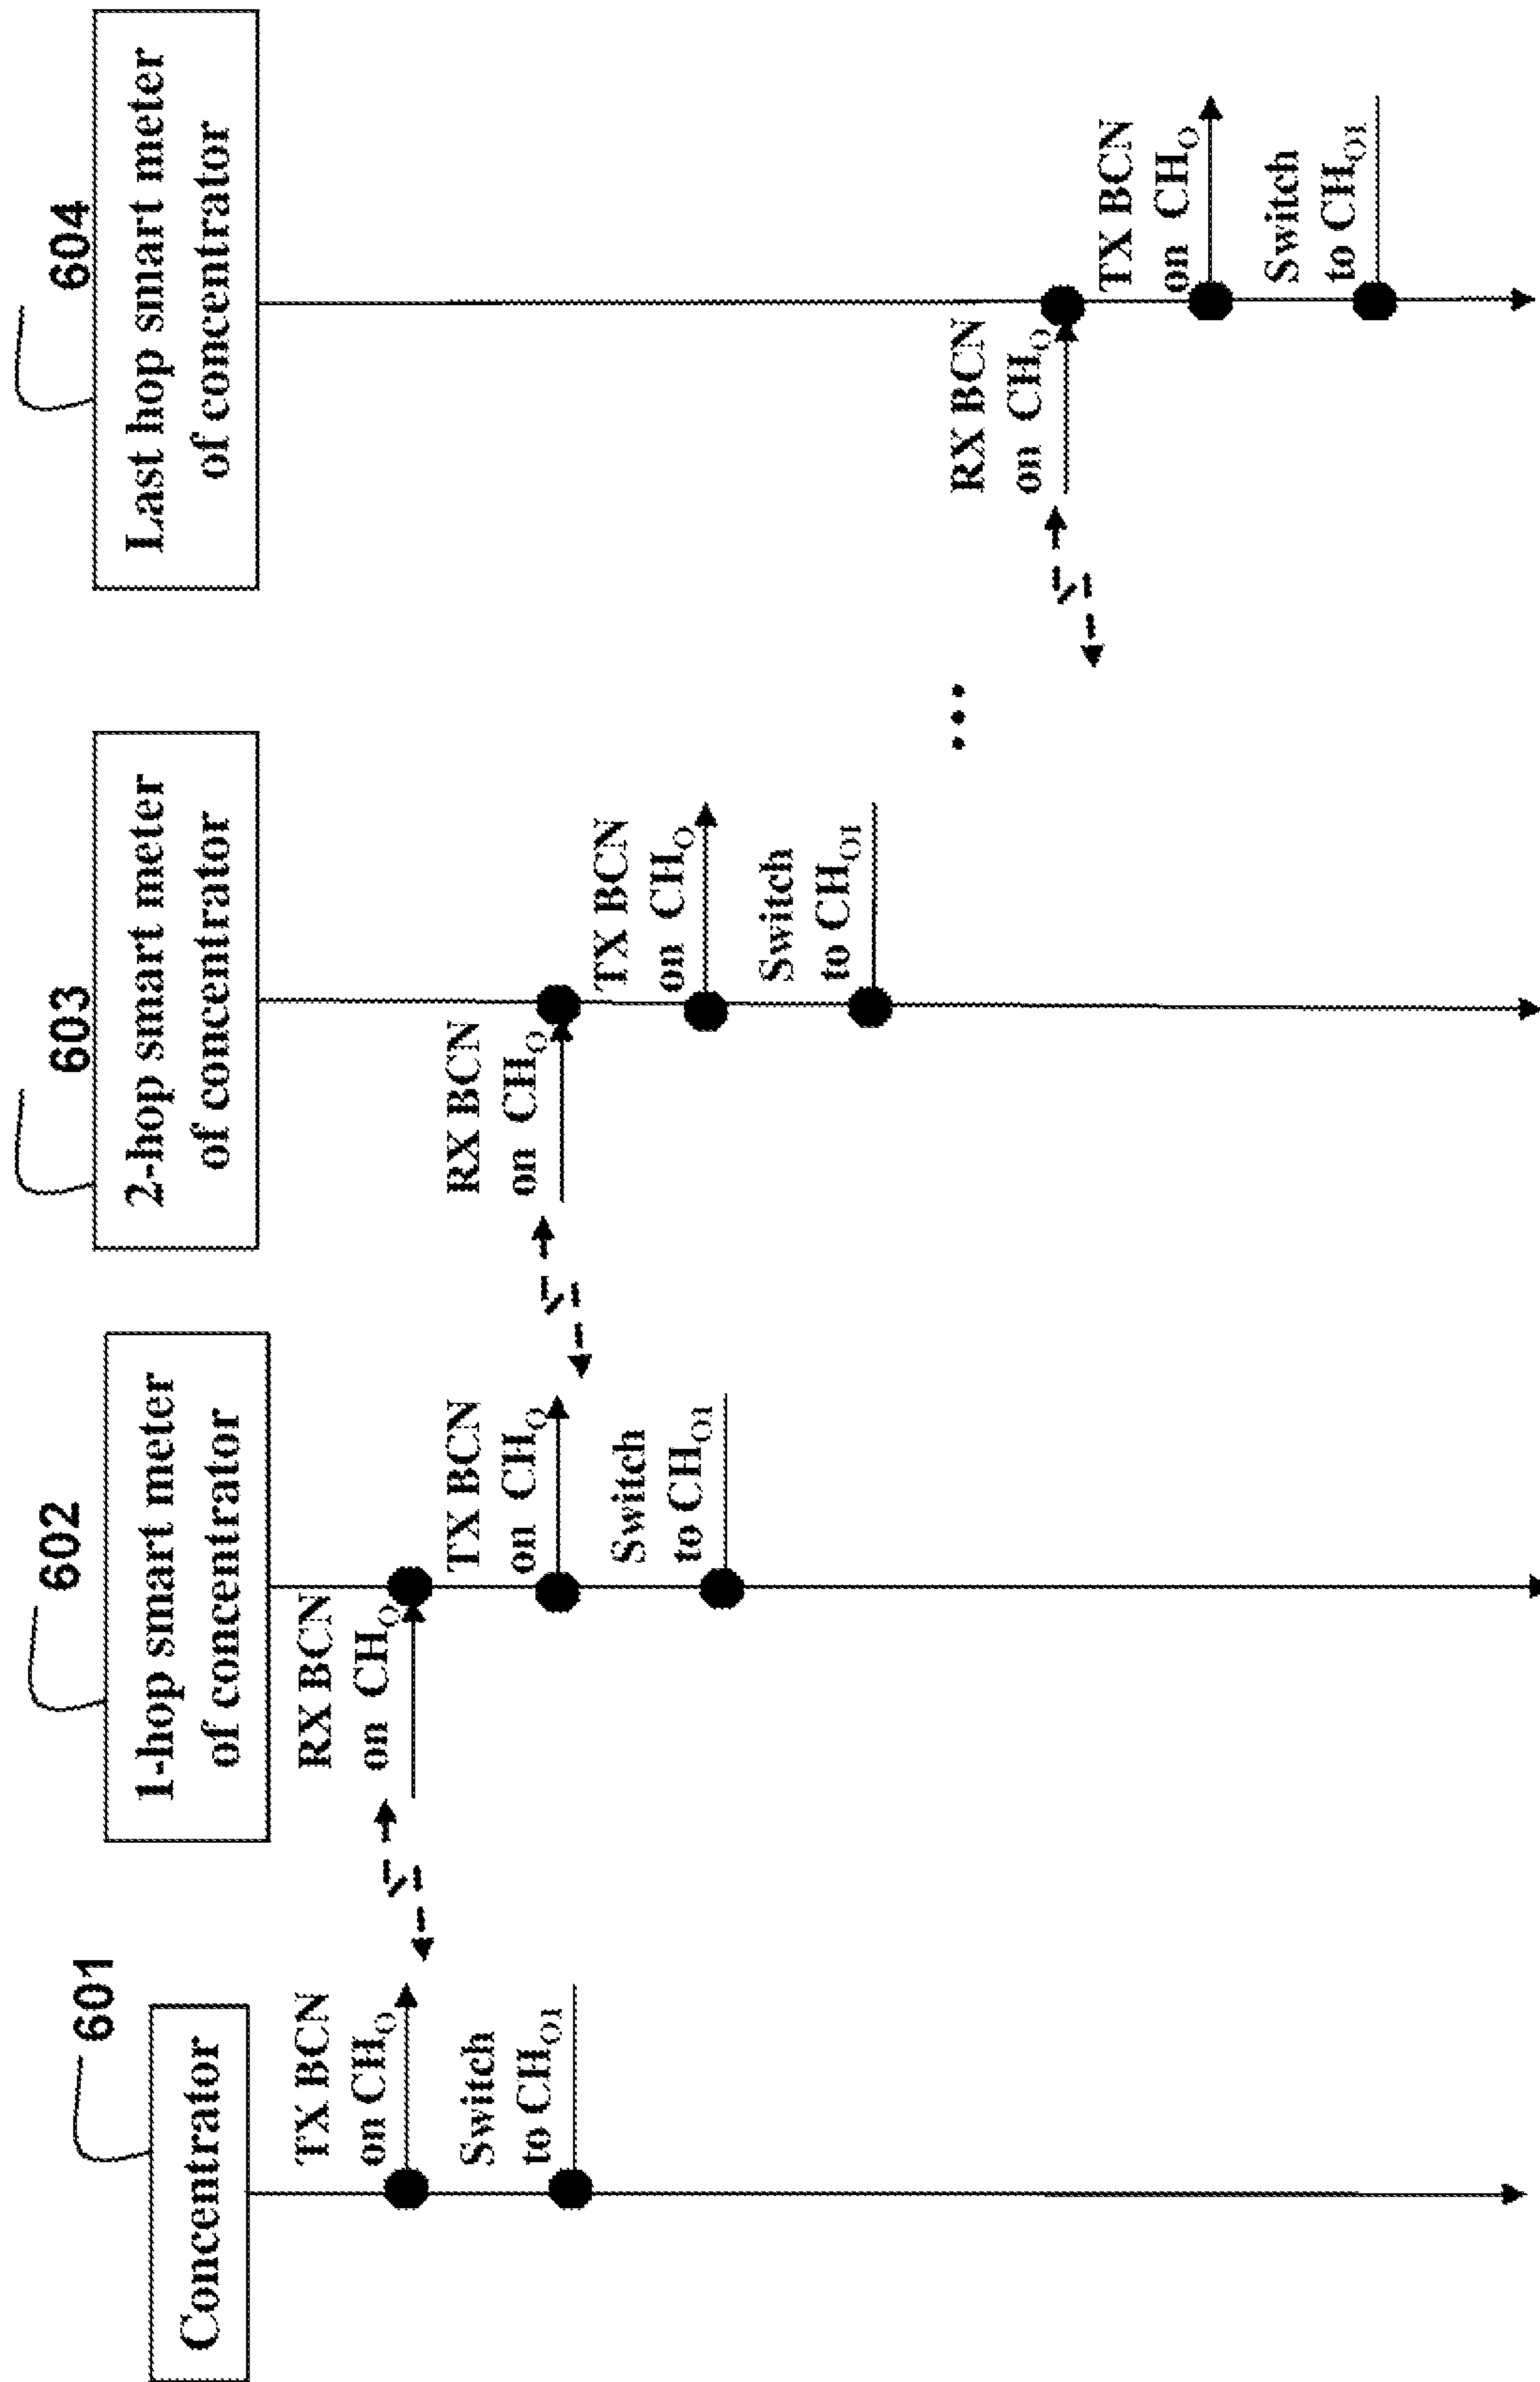 601
Concentrator
TX BCN
on CH_O
Switch
to CH_O1
602
1-hop smart meter
of concentrator
RX BCN
on CH_O
TX BCN
on CH_O
Switch
to CH_O1
603
2-hop smart meter
of concentrator
RX BCN
on CH_O
TX BCN
on CH_O
Switch
to CH_O1
...
604
Last hop smart meter
of concentrator
RX BCN
on CH_O
TX BCN
on CH_O
Switch
to CH_O1